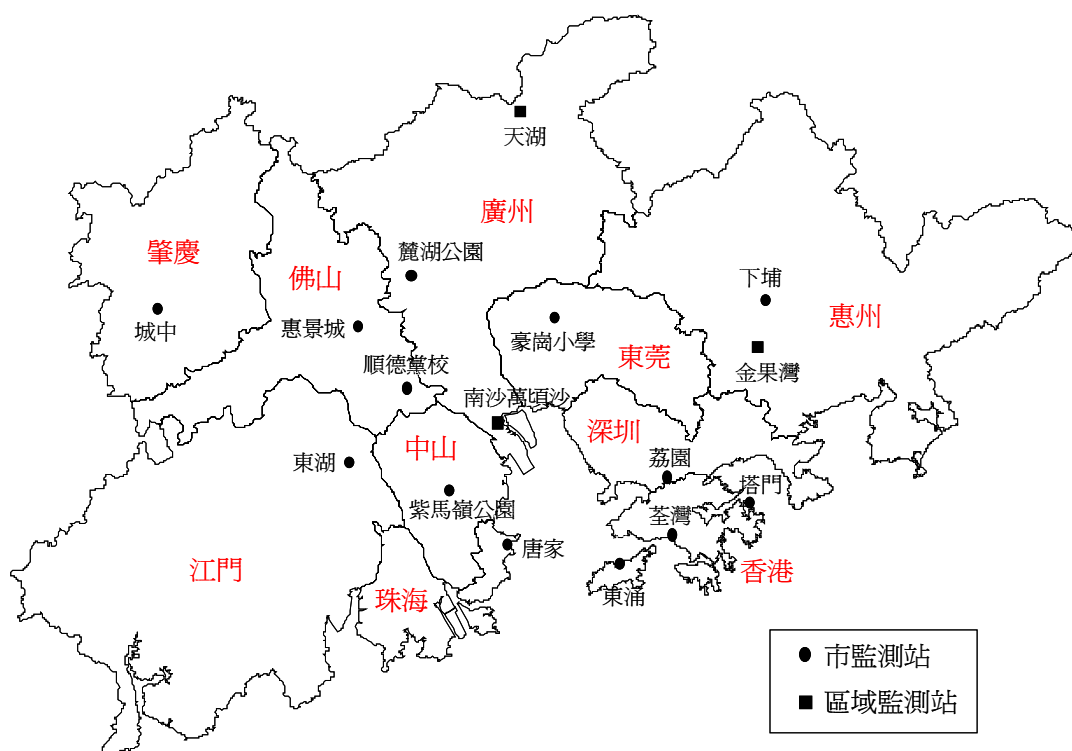 天湖
廣州
肇慶
麓湖公園
佛山
下埔
城中
惠景城
豪崗小學
惠州
東莞
金果灣
順德黨校
南沙萬頃沙
深圳
中山
東湖
荔園
塔門
紫馬嶺公園
荃灣
唐家
江門
香港
珠海
東涌
市監測站
區域監測站